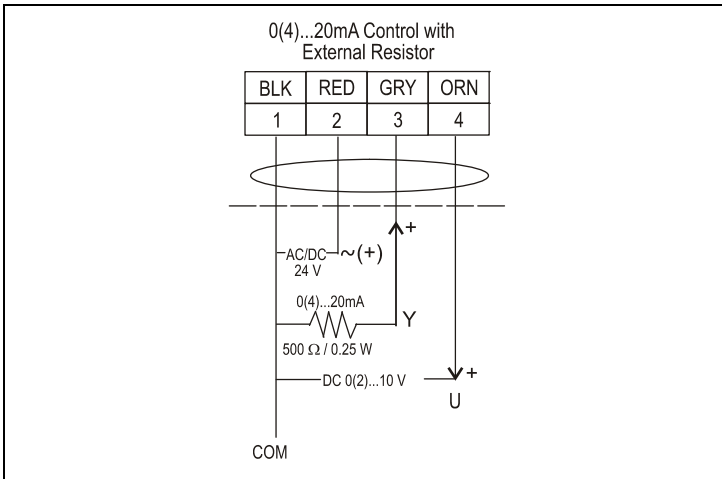 0(4)...20mA Control with
External Resistor
BLK RED GRY ORN
1 2 3 4
+
AC/DC ~(+)
24 V
0(4)...20mA
Y
500 Ω / 0.25 W
DC 0(2)...10 V +
U
COM